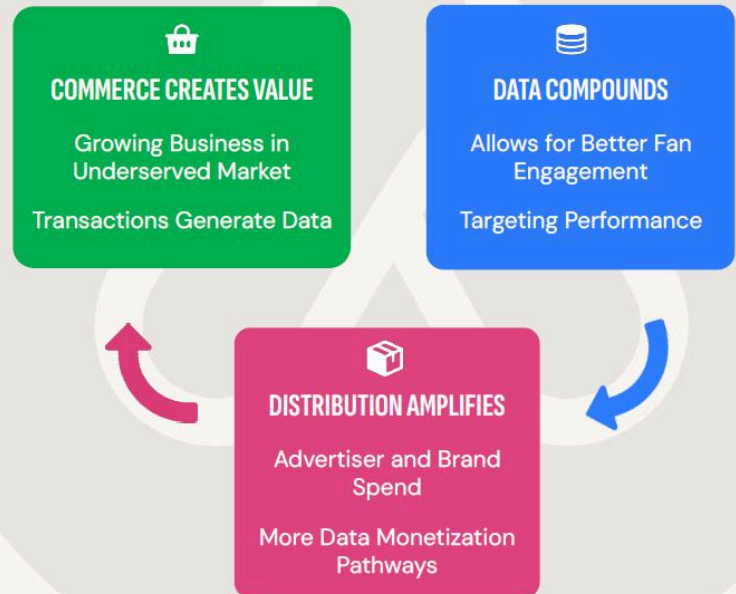 COMMERCE CREATES VALUE
Growing Business in
Underserved Market
Transactions Generate Data
DATA COMPOUNDS
Allows for Better Fan
Engagement
Targeting Performance
DISTRIBUTION AMPLIFIES
Advertiser and Brand
Spend
More Data Monetization
Pathways